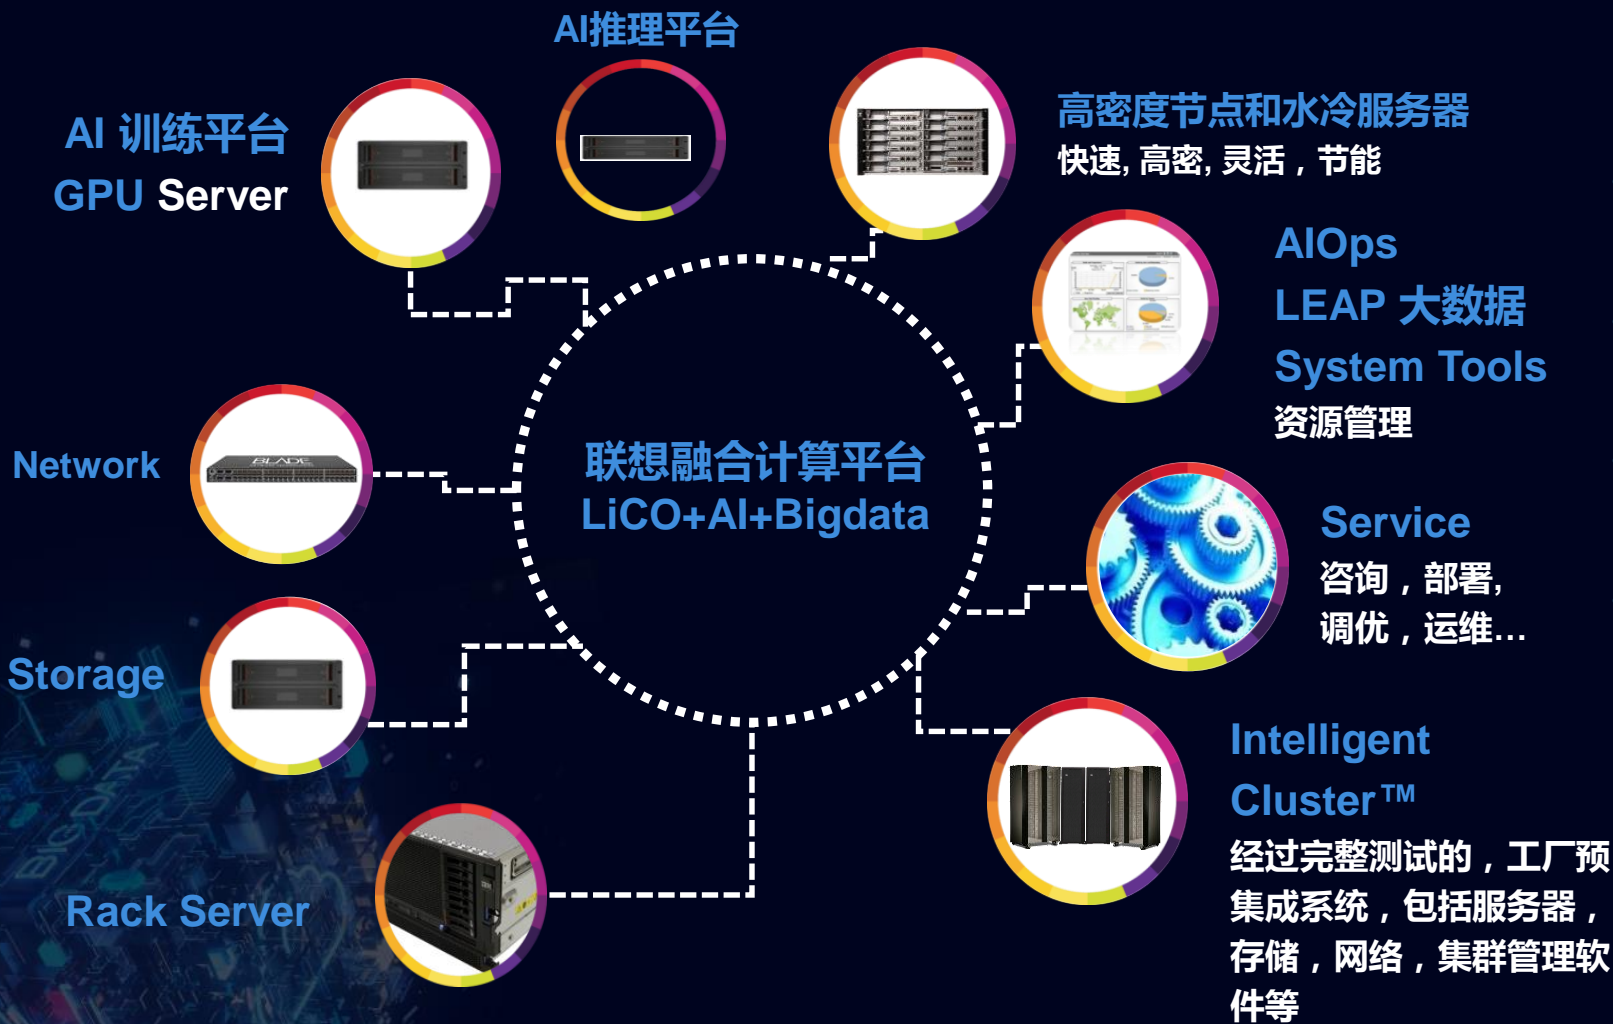 AI推理平台
AI 训练平台
GPU Server
高密度节点和水冷服务器
快速, 高密, 灵活，节能
AIOps
LEAP 大数据
System Tools
资源管理
Network
BLADE
联想融合计算平台
LiCO+AI+Bigdata
Service
咨询，部署,
调优，运维...
Storage
Intelligent
Cluster™
经过完整测试的，工厂预
集成系统，包括服务器，
存储，网络，集群管理软
件等
BIG DATA
Rack Server